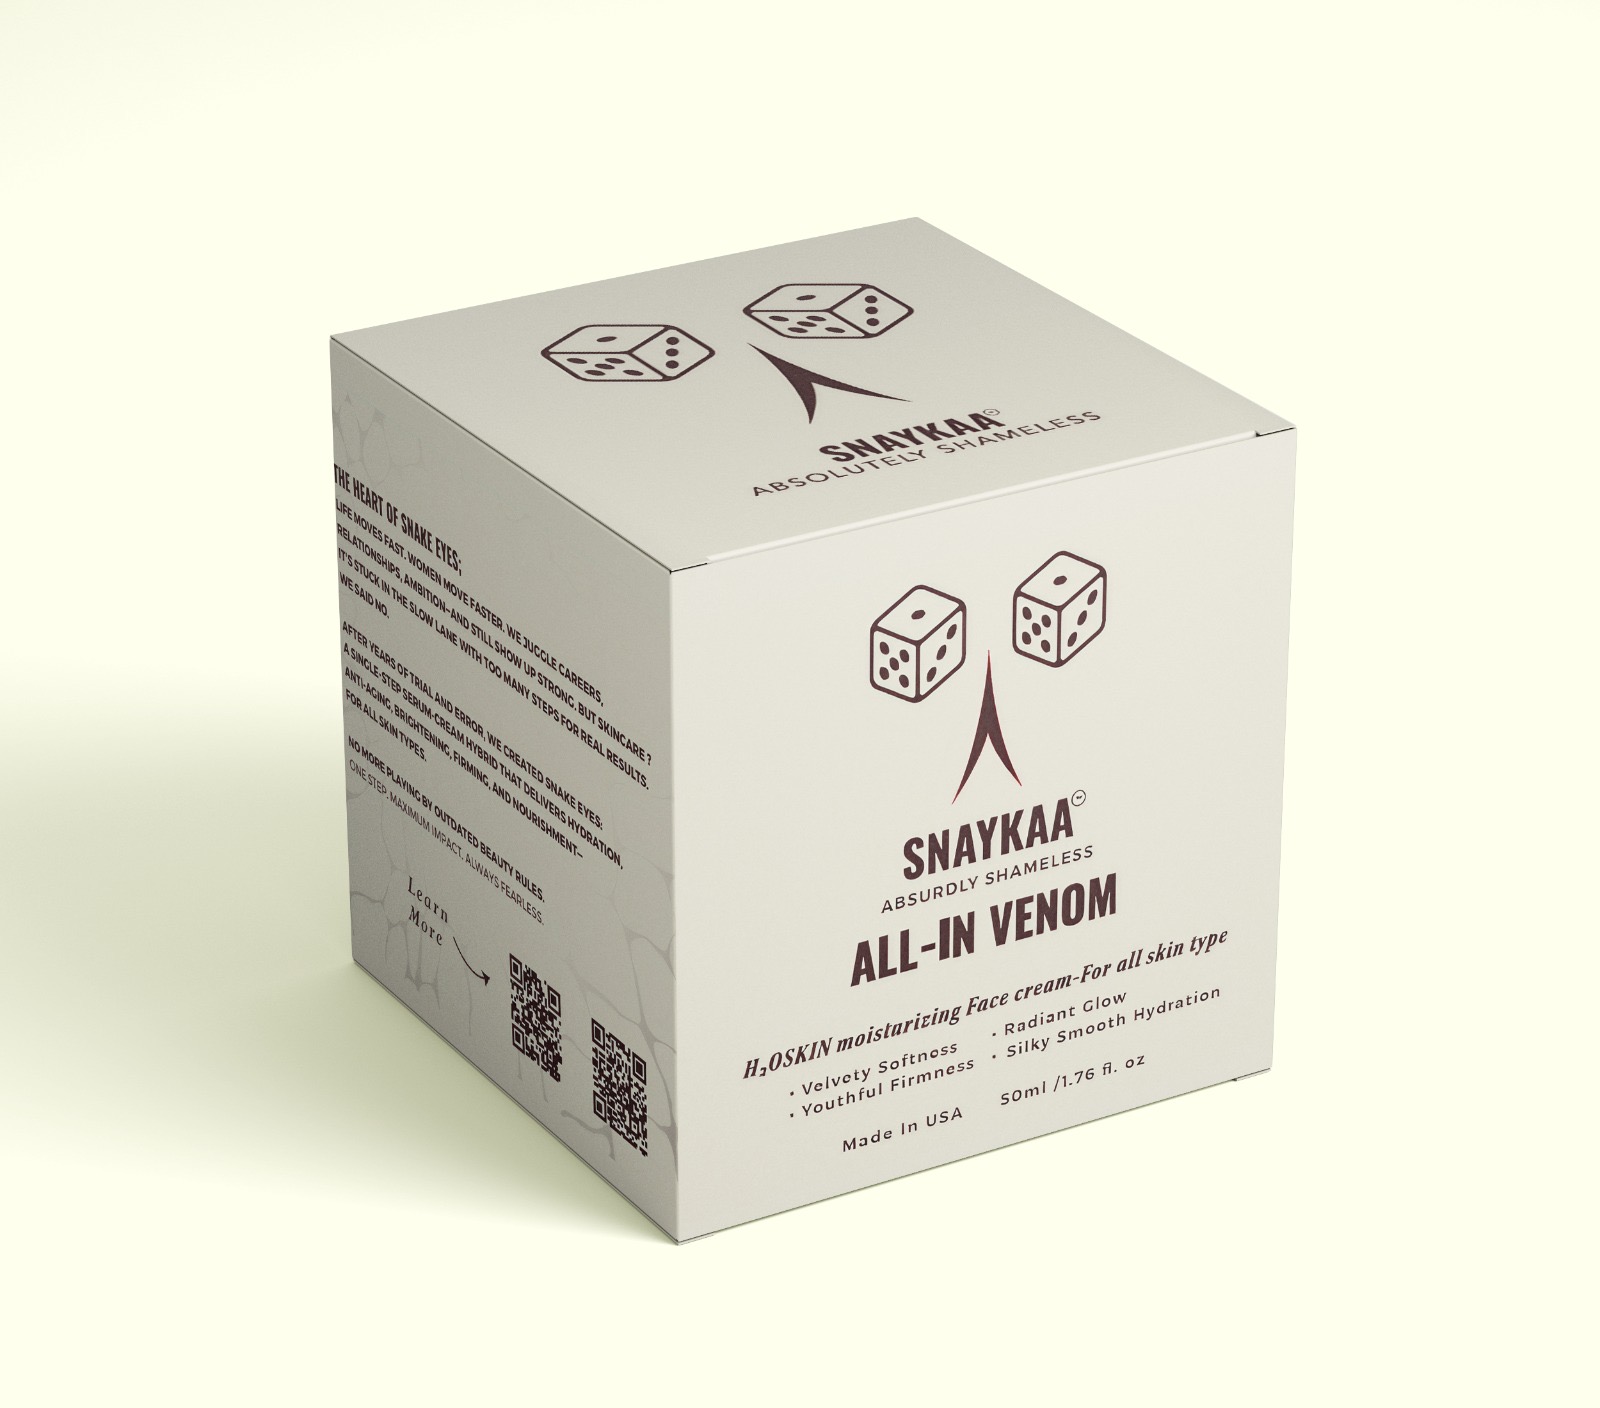 SNAYKAA
ABSOLUTELY SHAMELESS
THE HEART OF SNAKE EYES:
LIFE MOVES FAST. WOMEN MOVE FASTER. WE JUGGLE CAREERS,
RELATIONSHIPS, AMBITION—AND STILL SHOW UP STRONG. BUT SKINCARE ?
IT'S STUCK IN THE SLOW LANE WITH TOO MANY STEPS FOR REAL RESULTS.
WE SAID NO.
AFTER YEARS OF TRIAL AND ERROR, WE CREATED SNAKE EYES:
A SINGLE-STEP SERUM-CREAM HYBRID THAT DELIVERS HYDRATION,
ANTI-AGING, BRIGHTENING, FIRMING, AND NOURISHMENT—
FOR ALL SKIN TYPES.
NO MORE PLAYING BY OUTDATED BEAUTY RULES.
ONE STEP. MAXIMUM IMPACT. ALWAYS FEARLESS.
Learn
More
SNAYKAA
ABSURDLY SHAMELESS
ALL-IN VENOM
H₂OSKIN moisturizing Face cream-For all skin type
• Velvety Softness
• Youthful Firmness
• Radiant Glow
• Silky Smooth Hydration
Made In USA
50ml /1.76 fl. oz